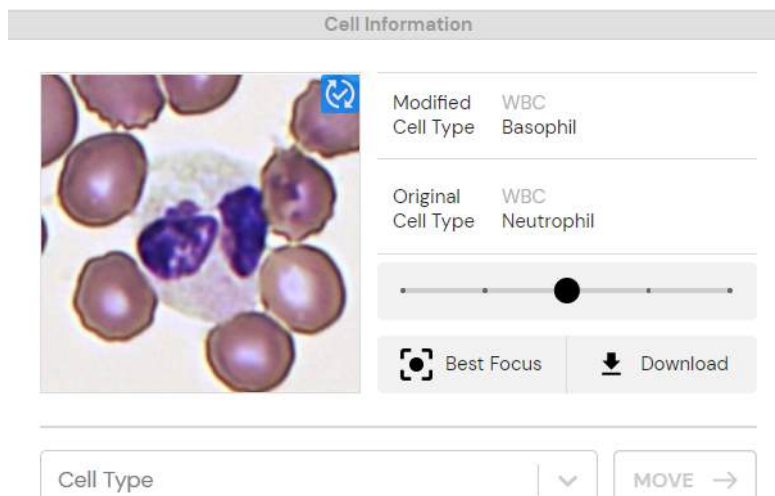 Cell Information
Modified Cell Type WBC Basophil
Original Cell Type WBC Neutrophil
Best Focus
Download
Cell Type
MOVE